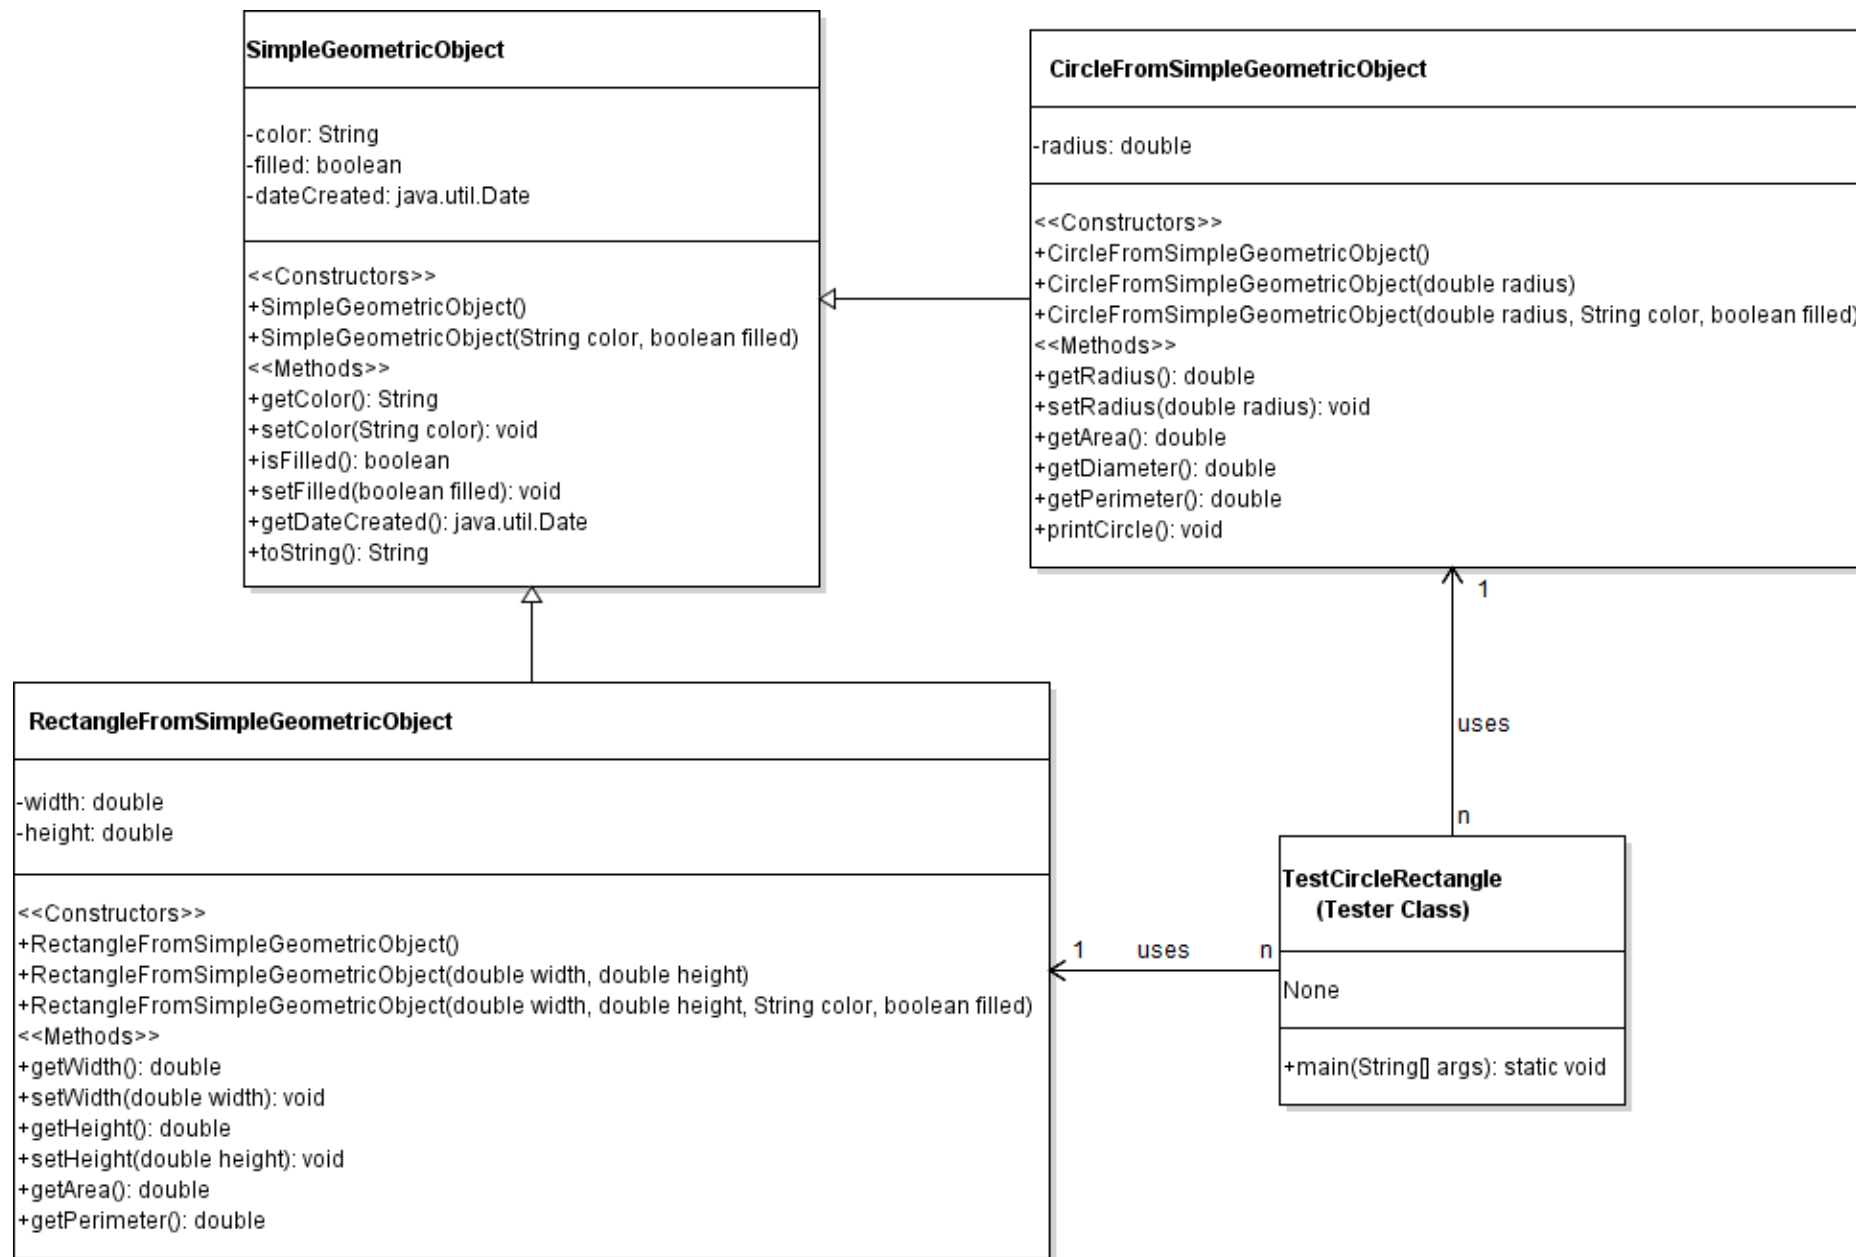 SimpleGeometricObject
-color: String
-filled: boolean
-dateCreated: java.util.Date
<<Constructors>>
+SimpleGeometricObject()
+SimpleGeometricObject(String color, boolean filled)
<<Methods>>
+getColor(): String
+setColor(String color): void
+isFilled(): boolean
+setFilled(boolean filled): void
+getDateCreated(): java.util.Date
+toString(): String
CircleFromSimpleGeometricObject
-radius: double
<<Constructors>>
+CircleFromSimpleGeometricObject()
+CircleFromSimpleGeometricObject(double radius)
+CircleFromSimpleGeometricObject(double radius, String color, boolean filled)
<<Methods>>
+getRadius(): double
+setRadius(double radius): void
+getArea(): double
+getDiameter(): double
+getPerimeter(): double
+printCircle(): void
1
uses
n
RectangleFromSimpleGeometricObject
-width: double
-height: double
<<Constructors>>
+RectangleFromSimpleGeometricObject()
+RectangleFromSimpleGeometricObject(double width, double height)
+RectangleFromSimpleGeometricObject(double width, double height, String color, boolean filled)
<<Methods>>
+getWidth(): double
+setWidth(double width): void
+getHeight(): double
+setHeight(double height): void
+getArea(): double
+getPerimeter(): double
1 uses n
TestCircleRectangle
(Tester Class)
None
+main(String[] args): static void